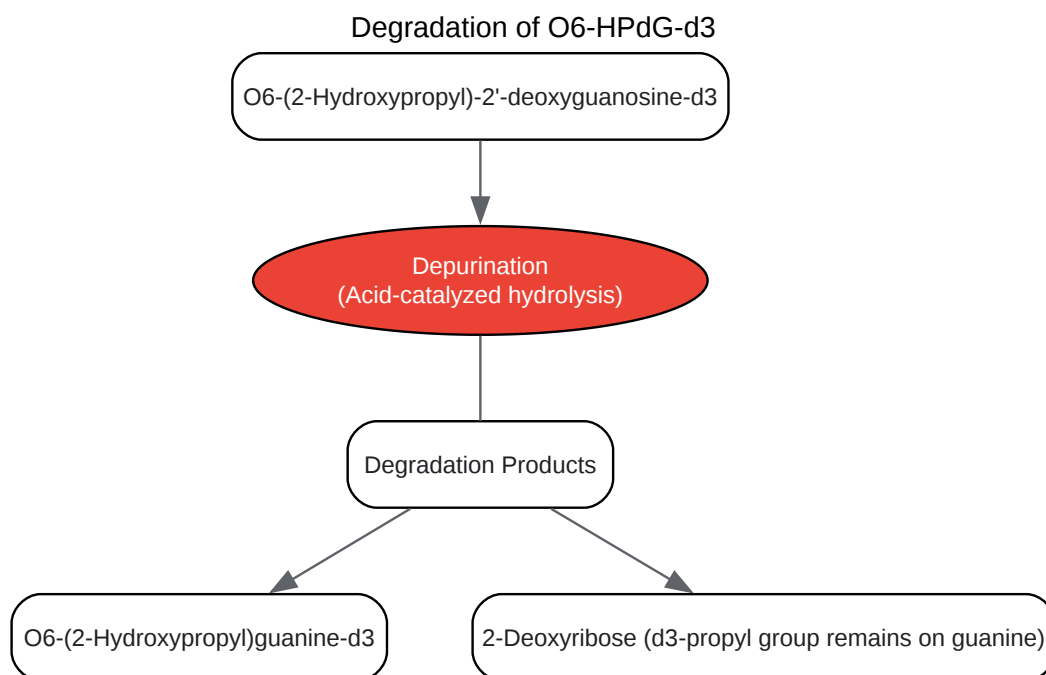 Degradation of O6-HPdG-d3
O6-(2-Hydroxypropyl)-2'-deoxyguanosine-d3
Depurination
(Acid-catalyzed hydrolysis)
Degradation Products
O6-(2-Hydroxypropyl)guanine-d3
2-Deoxyribose (d3-propyl group remains on guanine)